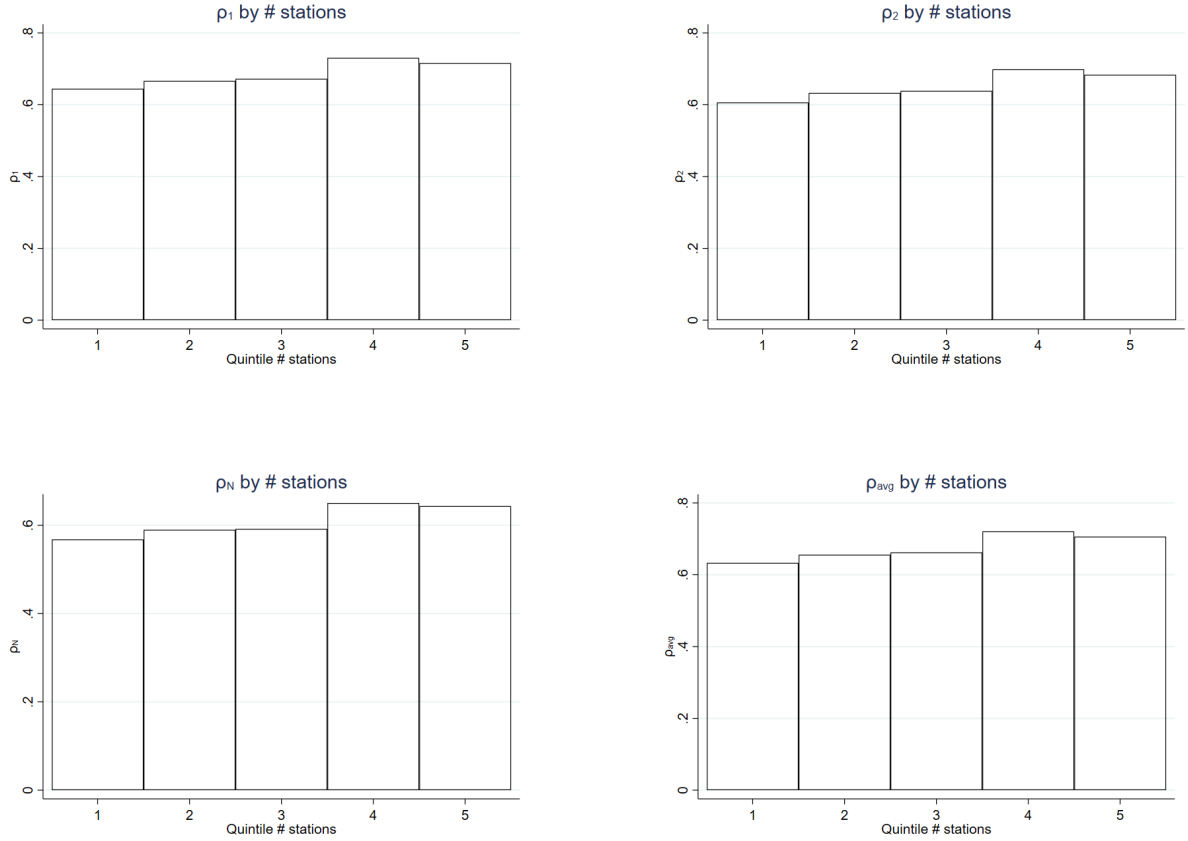 ρ₁ by # stations
.8
.6
.4
.2
0
ρ₁
1 2 3 4 5
Quintile # stations
ρ₂ by # stations
.8
.6
.4
.2
0
ρ₂
1 2 3 4 5
Quintile # stations
ρN by # stations
.6
.4
.2
0
ρN
1 2 3 4 5
Quintile # stations
ρavg by # stations
.8
.6
.4
.2
0
ρavg
1 2 3 4 5
Quintile # stations